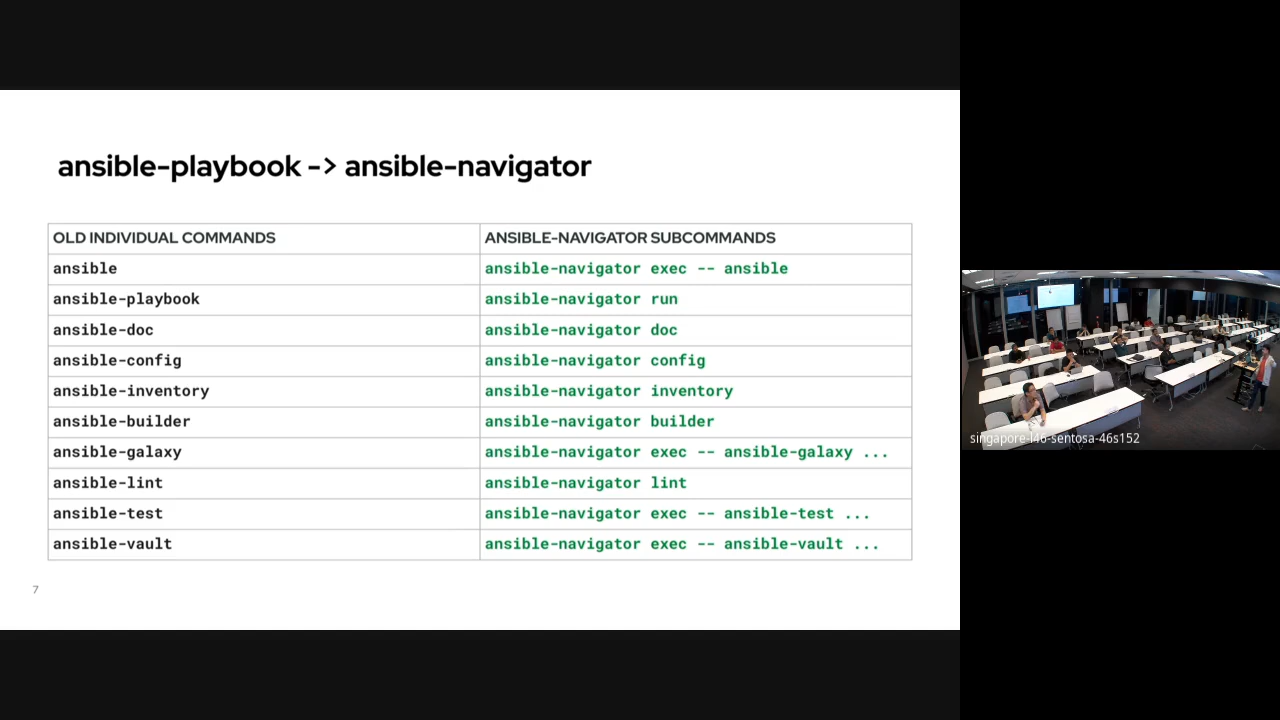 ansible-playbook -> ansible-navigator
OLD INDIVIDUAL COMMANDS ANSIBLE-NAVIGATOR SUBCOMMANDS
ansible ansible-navigator exec -- ansible
ansible-playbook ansible-navigator run
ansible-doc ansible-navigator doc
ansible-config ansible-navigator config
ansible-inventory ansible-navigator inventory
ansible-builder ansible-navigator builder
ansible-galaxy ansible-navigator exec -- ansible-galaxy ...
ansible-lint ansible-navigator lint
ansible-test ansible-navigator exec -- ansible-test ...
ansible-vault ansible-navigator exec -- ansible-vault ...
7
singapore-l46-sentosa-46s152